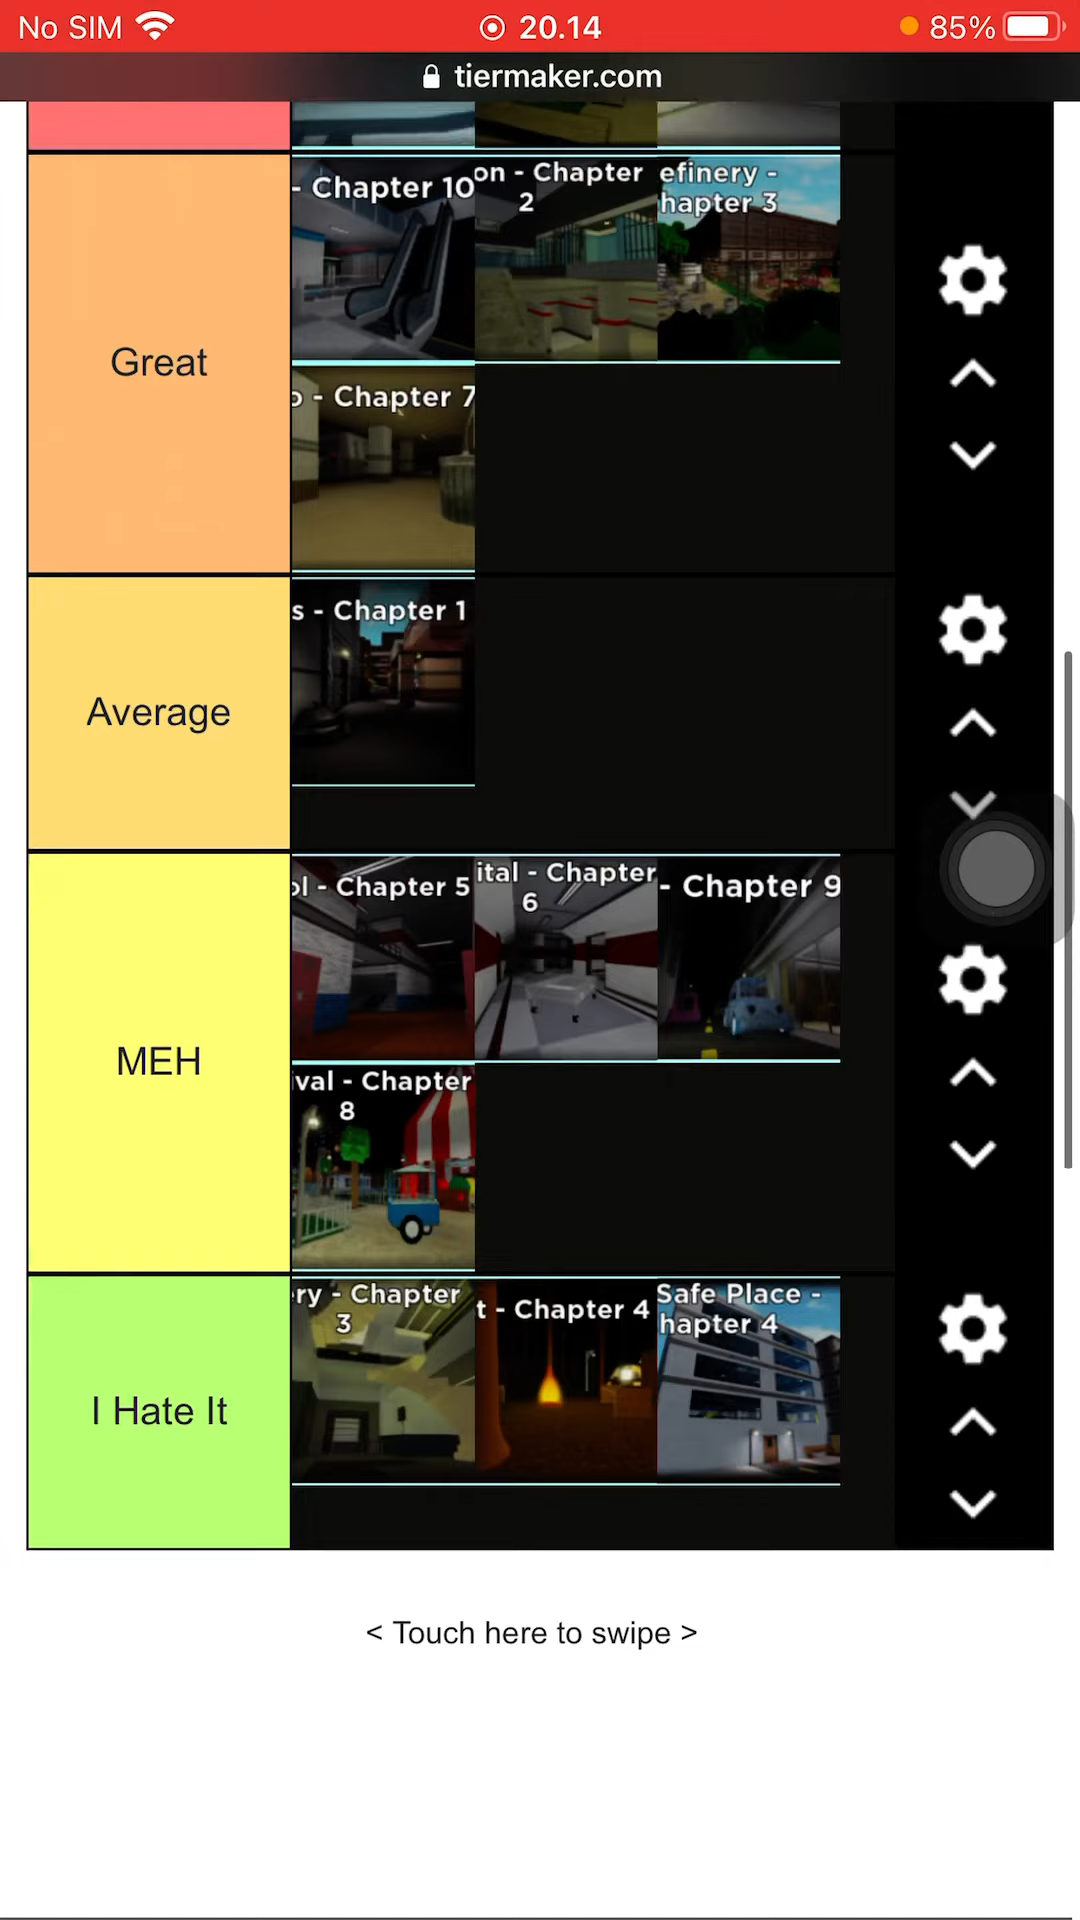 No SIM 20.14 85%
tiermaker.com
Great
- Chapter 10
on - Chapter
2
efinery -
hapter 3
o - Chapter 7
Average
s - Chapter 1
MEH
ol - Chapter 5
ital - Chapter
6
- Chapter 9
ival - Chapter
8
I Hate It
ry - Chapter
3
t - Chapter 4
Safe Place -
hapter 4
< Touch here to swipe >